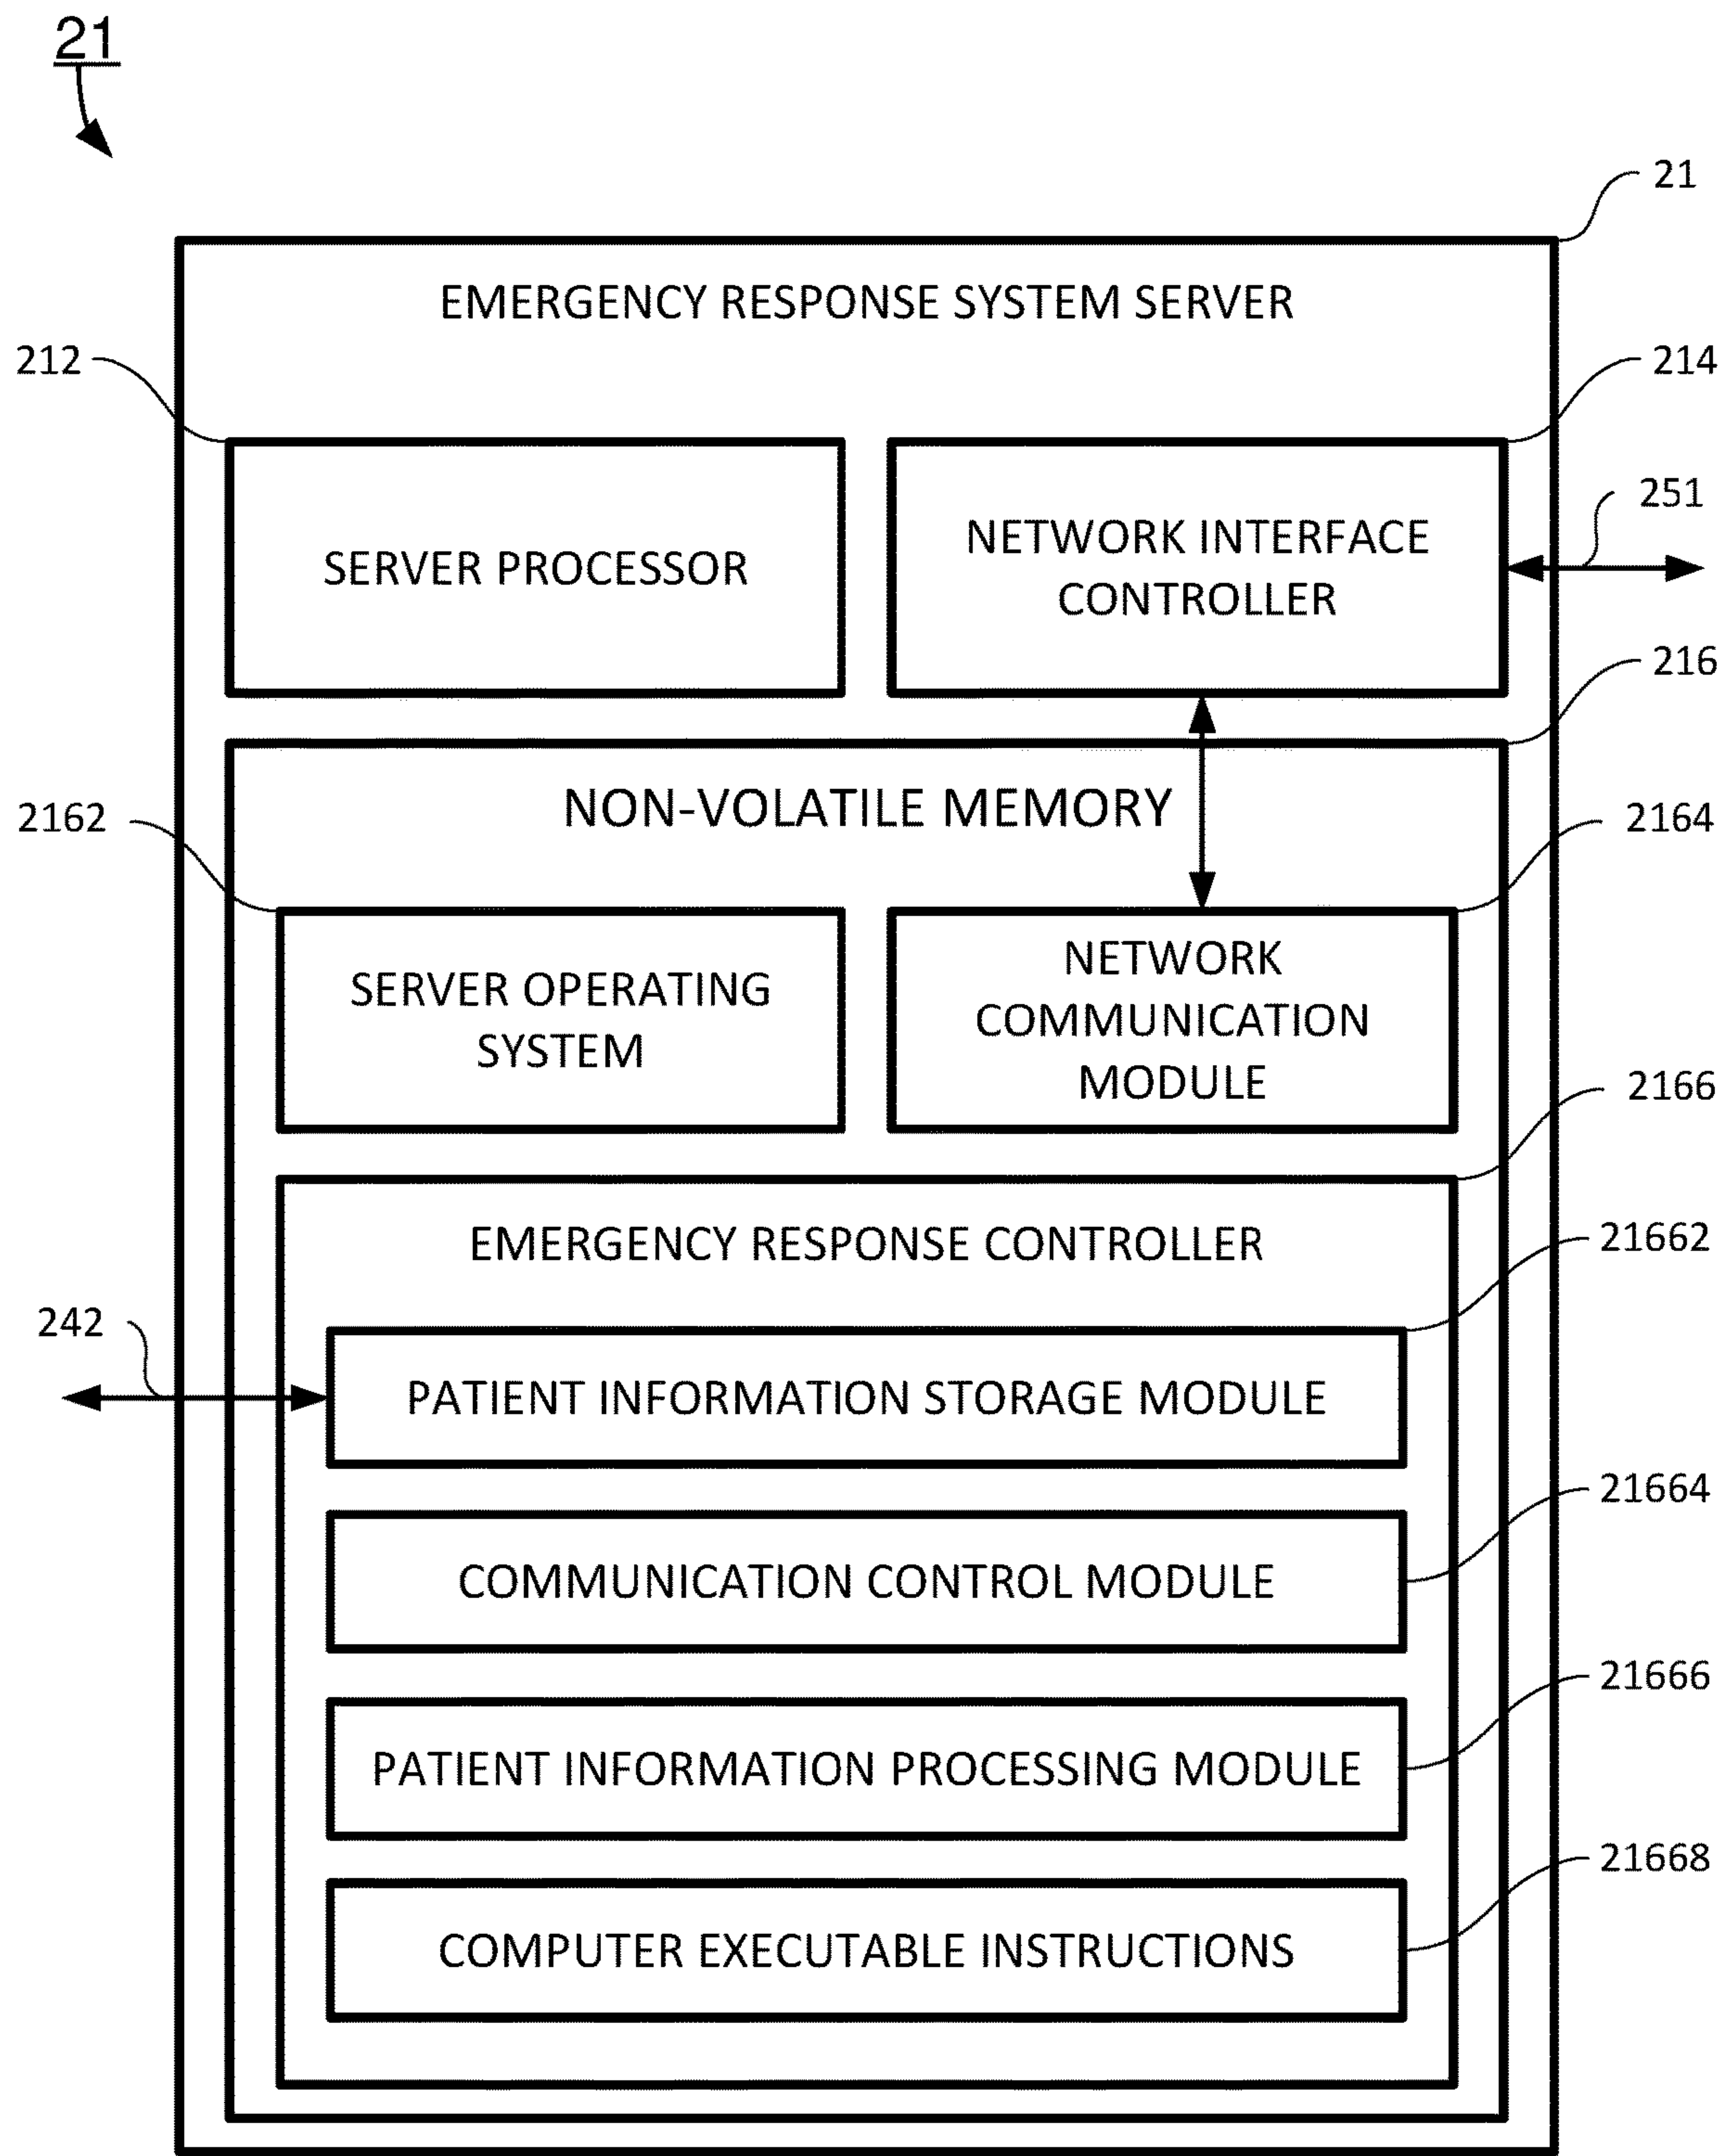 21
21
EMERGENCY RESPONSE SYSTEM SERVER
212
214
251
SERVER PROCESSOR
NETWORK INTERFACE
CONTROLLER
216
NON-VOLATILE MEMORY
2162
2164
SERVER OPERATING
SYSTEM
NETWORK
COMMUNICATION
MODULE
2166
EMERGENCY RESPONSE CONTROLLER
21662
242
PATIENT INFORMATION STORAGE MODULE
21664
COMMUNICATION CONTROL MODULE
21666
PATIENT INFORMATION PROCESSING MODULE
21668
COMPUTER EXECUTABLE INSTRUCTIONS